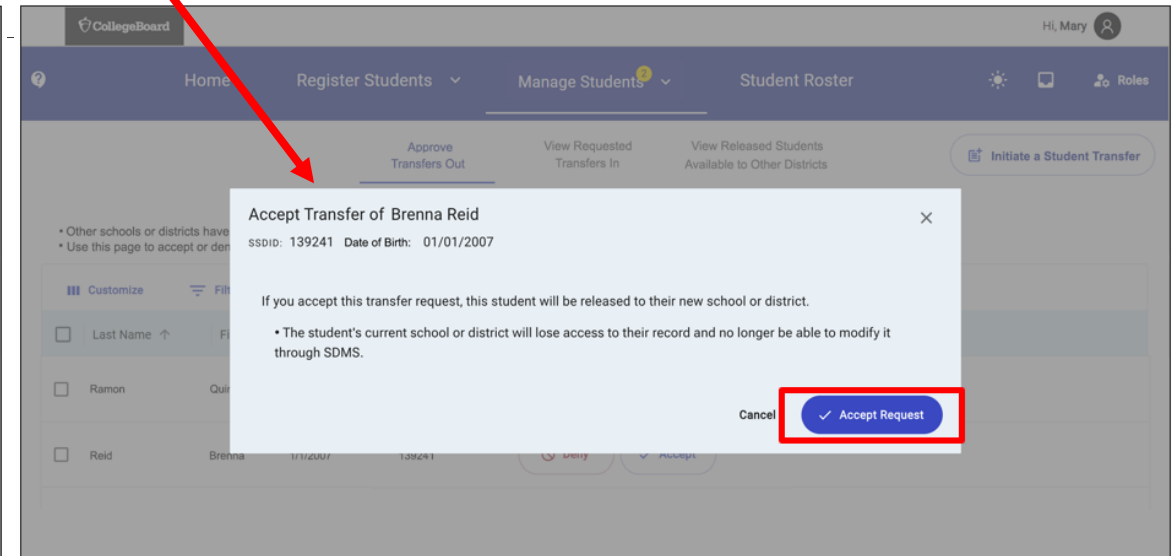 CollegeBoard
Hi, Mary
Home
Register Students
Manage Students
2
Student Roster
Roles
Approve
Transfers Out
View Requested
Transfers In
View Released Students
Available to Other Districts
Initiate a Student Transfer
Accept Transfer of Brenna Reid
SSDID: 139241 Date of Birth: 01/01/2007
• Other schools or districts have
• Use this page to accept or den
If you accept this transfer request, this student will be released to their new school or district.
• The student's current school or district will lose access to their record and no longer be able to modify it
through SDMS.
Cancel
Accept Request
Customize
Filt
Last Name
Fi
Ramon
Quin
Reid Brenna 1/1/2007 139241 Deny Accept